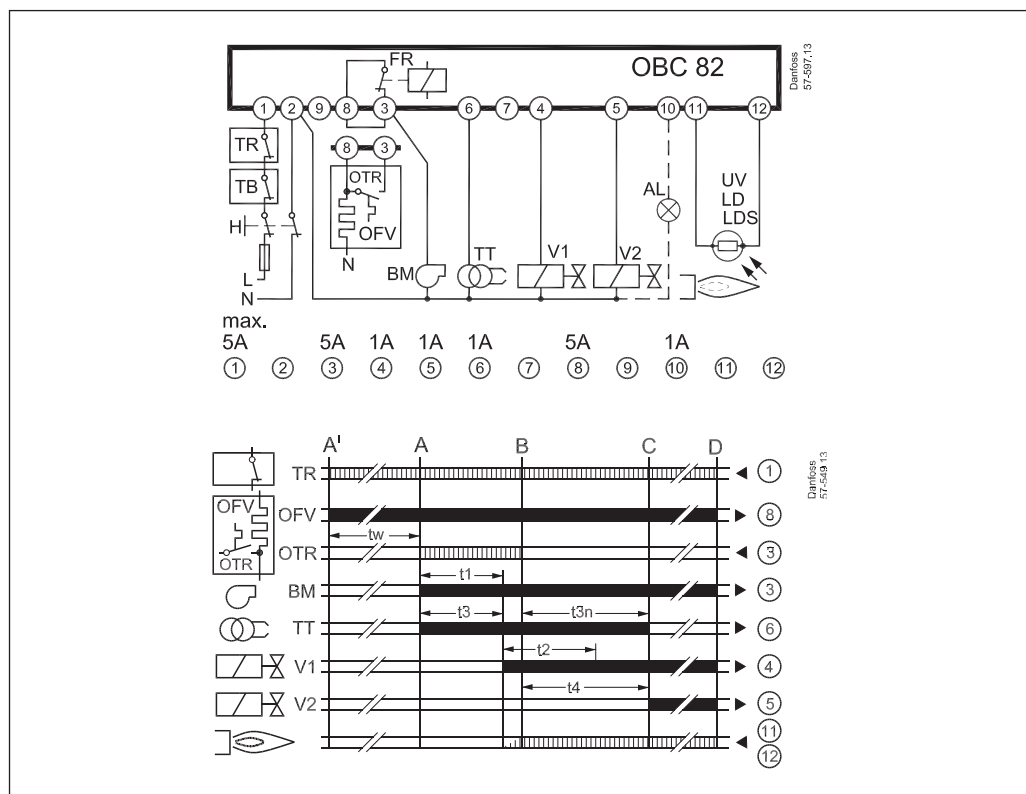 FR
OBC 82
Danfoss
57-597.13
1 2 9 8 3 6 7 4 5 10 11 12
TR
8 3
OTR
TB
OFV
UV
LD
LDS
AL
H
N
BM
TT
V1
V2
L
N
max.
5A 5A 1A 1A 1A 5A 1A
1 2 3 4 5 6 7 8 9 10 11 12
A' A B C D
Danfoss
57-549.13
TR 1
OFV
OFV 8
tw
OTR 3
OTR
t1
BM 3
t3 t3n
TT 6
t2
V1 4
t4
V2 5
11
12